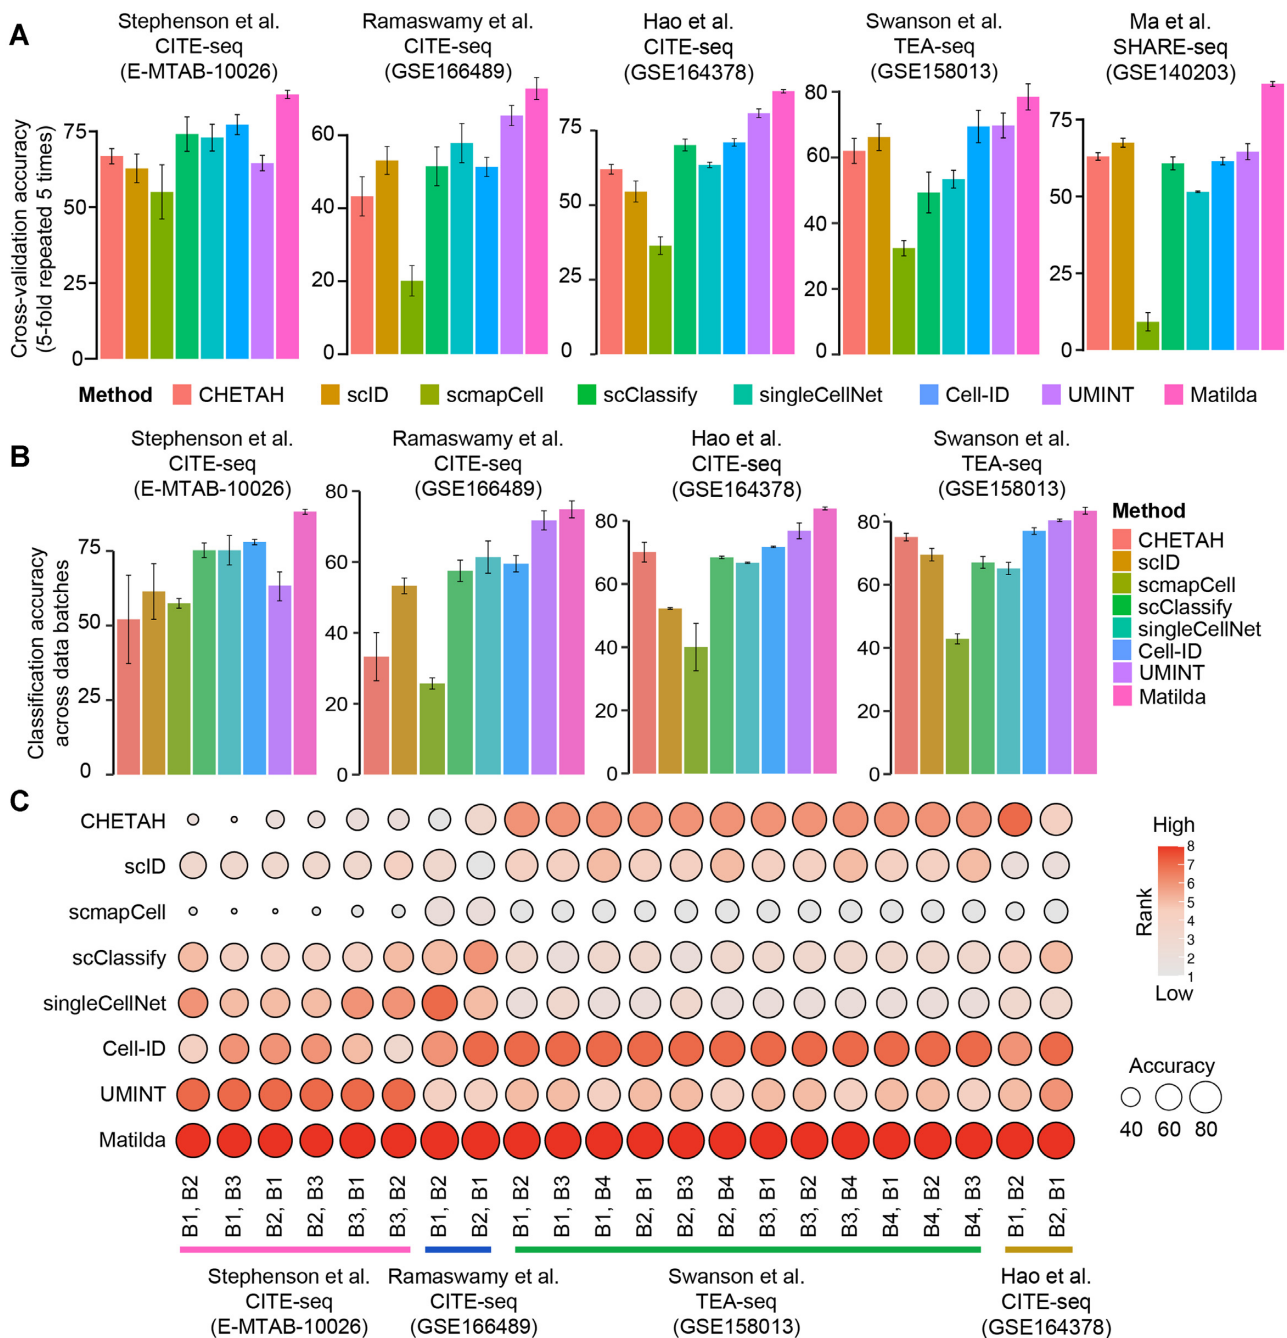 A
Stephenson et al.
CITE-seq
(E-MTAB-10026)
Ramaswamy et al.
CITE-seq
(GSE166489)
Hao et al.
CITE-seq
(GSE164378)
Swanson et al.
TEA-seq
(GSE158013)
Ma et al.
SHARE-seq
(GSE140203)
Cross-validation accuracy
(5-fold repeated 5 times)
75
50
25
0
60
40
20
0
75
50
25
0
80
60
40
20
0
75
50
25
0
Method CHETAH scID scmapCell scClassify singleCellNet Cell-ID UMINT Matilda
B
Stephenson et al.
CITE-seq
(E-MTAB-10026)
Ramaswamy et al.
CITE-seq
(GSE166489)
Hao et al.
CITE-seq
(GSE164378)
Swanson et al.
TEA-seq
(GSE158013)
Classification accuracy
across data batches
75
50
25
0
80
60
40
20
0
80
60
40
20
0
80
60
40
20
0
Method
CHETAH
scID
scmapCell
scClassify
singleCellNet
Cell-ID
UMINT
Matilda
C
CHETAH
scID
scmapCell
scClassify
singleCellNet
Cell-ID
UMINT
Matilda
High
Rank
8
7
6
5
4
3
2
1
Low
Accuracy
40 60 80
B1, B2
B1, B3
B2, B1
B2, B3
B3, B1
B3, B2
B1, B2
B2, B1
B1, B2
B1, B3
B1, B4
B2, B1
B2, B3
B2, B4
B3, B1
B3, B2
B3, B4
B4, B1
B4, B2
B4, B3
B1, B2
B2, B1
Stephenson et al.
CITE-seq
(E-MTAB-10026)
Ramaswamy et al.
CITE-seq
(GSE166489)
Swanson et al.
TEA-seq
(GSE158013)
Hao et al.
CITE-seq
(GSE164378)